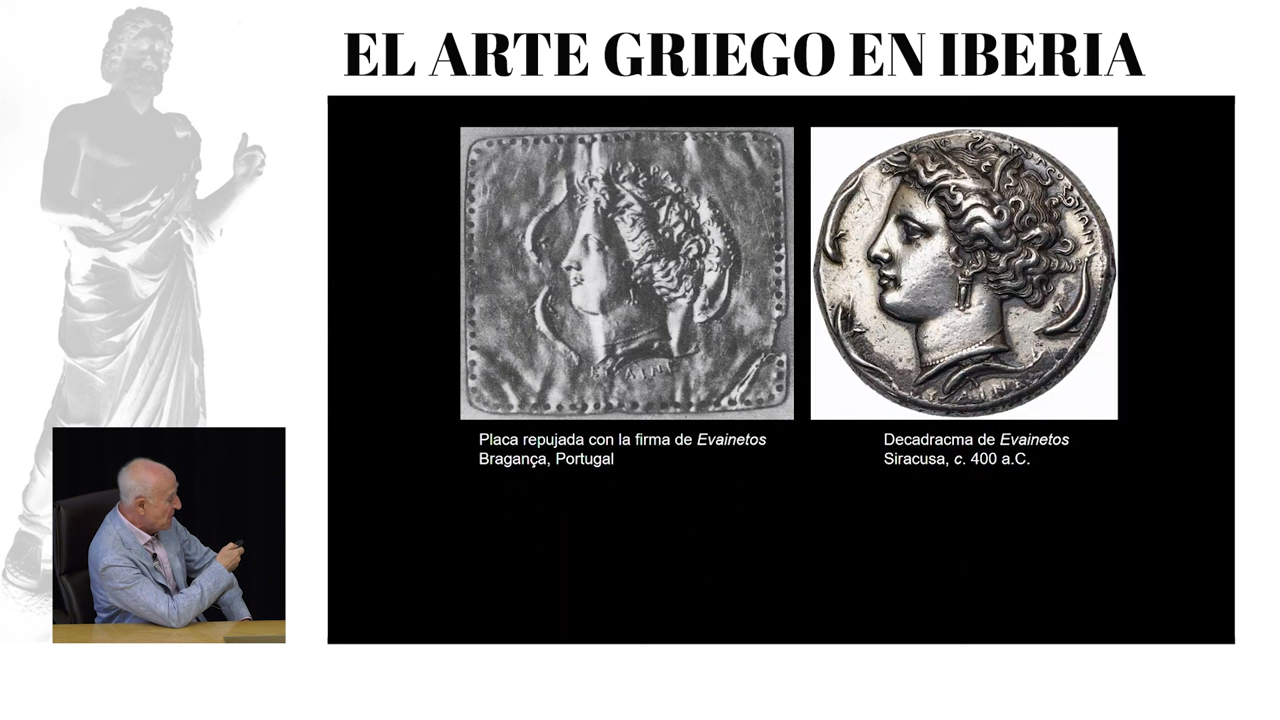 EL ARTE GRIEGO EN IBERIA
Placa repujada con la firma de Evainetos
Bragança, Portugal
Decadracma de Evainetos
Siracusa, c. 400 a.C.